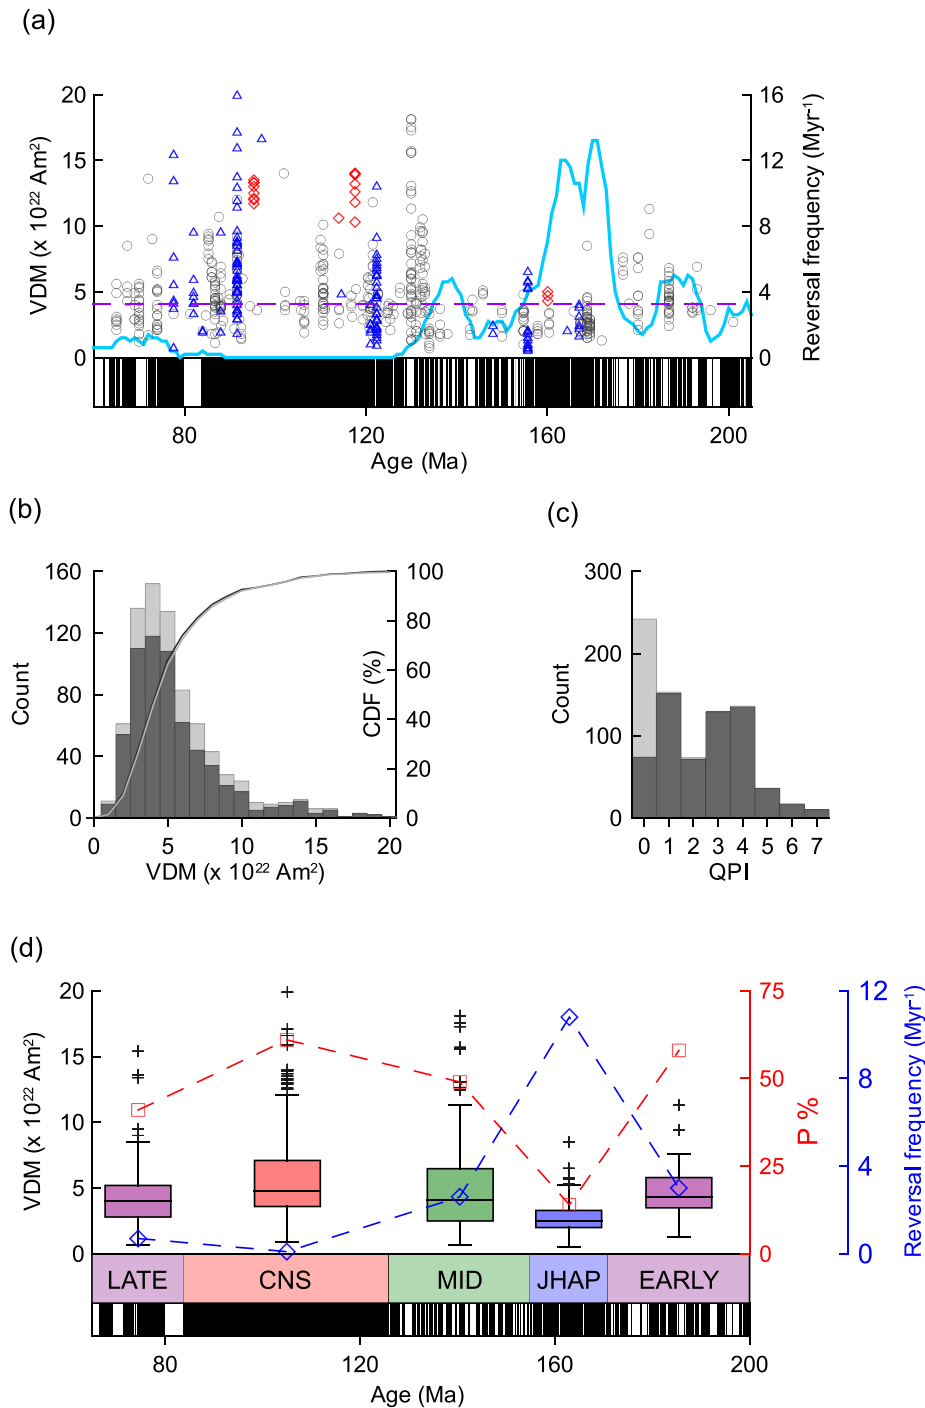 (a)
VDM (x 10²² Am²)
20
15
10
5
0
16
12
8
4
0
Reversal frequency (Myr⁻¹)
80
120
160
200
Age (Ma)
(b)
Count
160
120
80
40
0
100
80
60
40
20
0
CDF (%)
0
5
10
15
20
VDM (x 10²² Am²)
(c)
Count
300
200
100
0
0 1 2 3 4 5 6 7
QPI
(d)
VDM (x 10²² Am²)
20
15
10
5
0
75
50
25
0
P %
12
8
4
0
Reversal frequency (Myr⁻¹)
LATE CNS MID JHAP EARLY
80
120
160
200
Age (Ma)